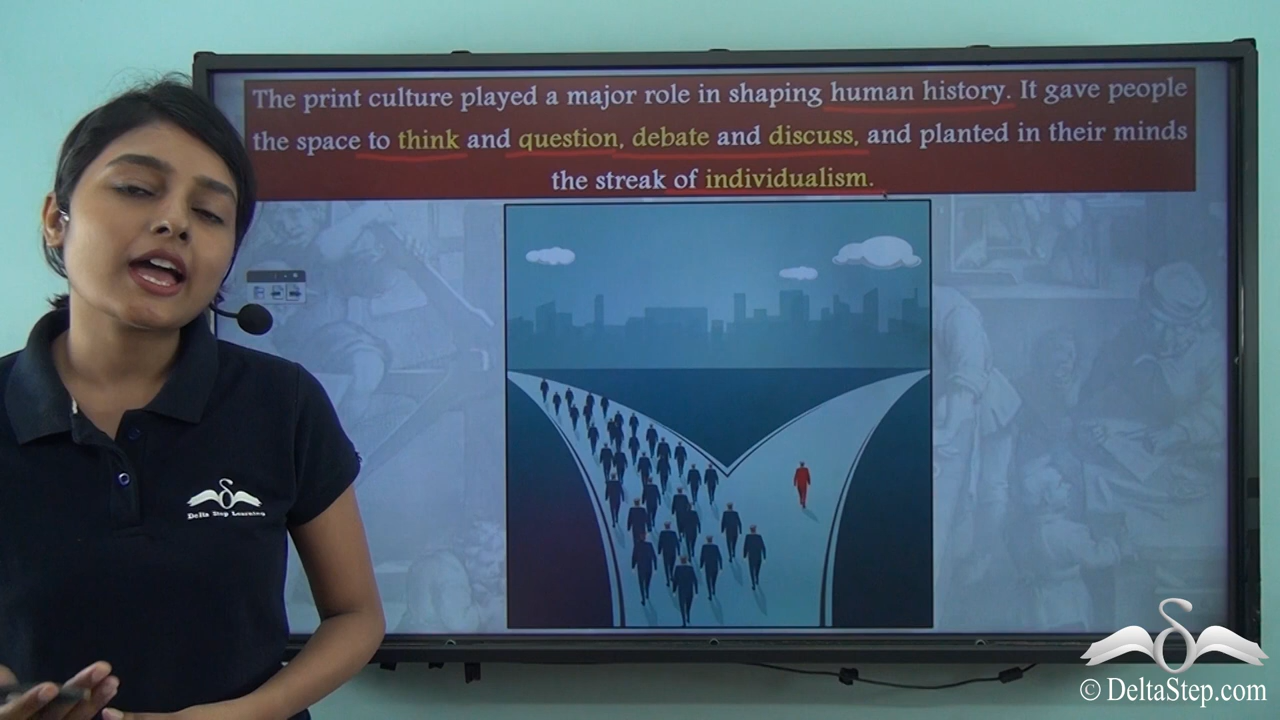 The print culture played a major role in shaping human history. It gave people
the space to think and question, debate and discuss, and planted in their minds
the streak of individualism.
Delta Step Learning
© DeltaStep.com